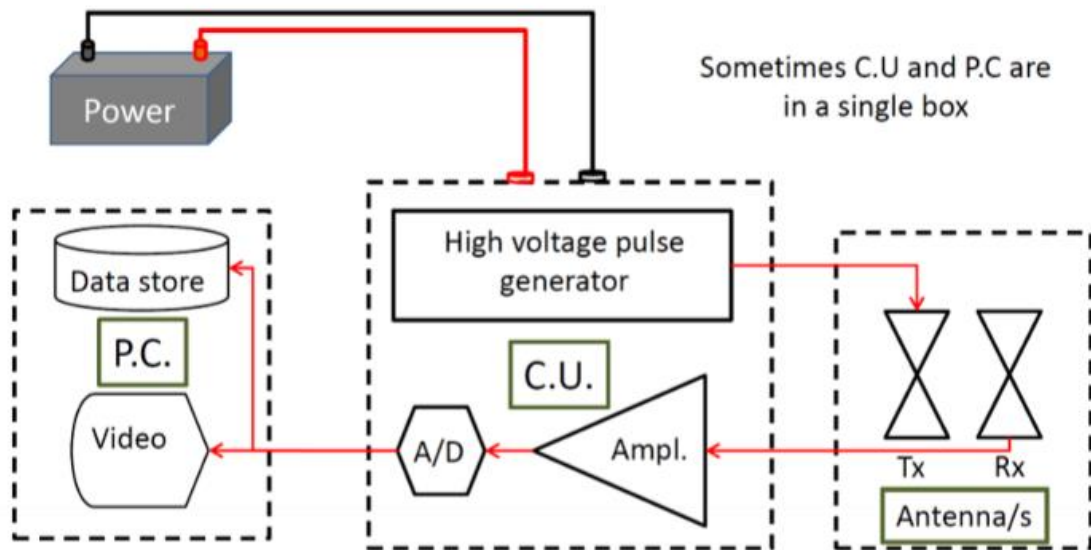 Power
Sometimes C.U and P.C are
in a single box
High voltage pulse
generator
Data store
P.C.
C.U.
Video
A/D
Ampl.
Tx
Rx
Antenna/s